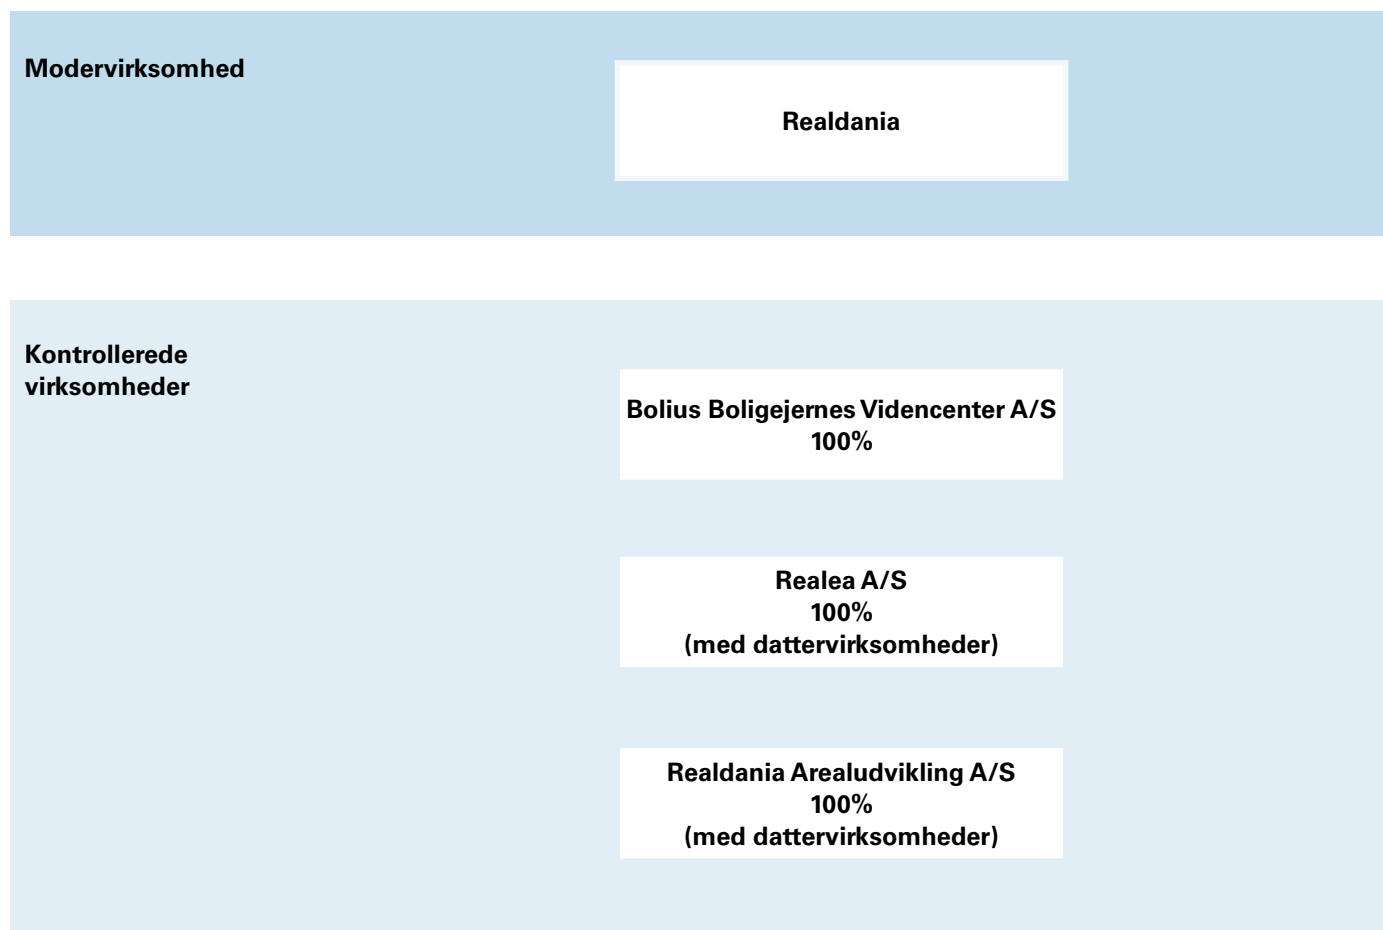 Modervirksomhed
Realdania
Kontrollerede
virksomheder
Bolius Boligejernes Videncenter A/S
100%
Realea A/S
100%
(med dattervirksomheder)
Realdania Arealudvikling A/S
100%
(med dattervirksomheder)